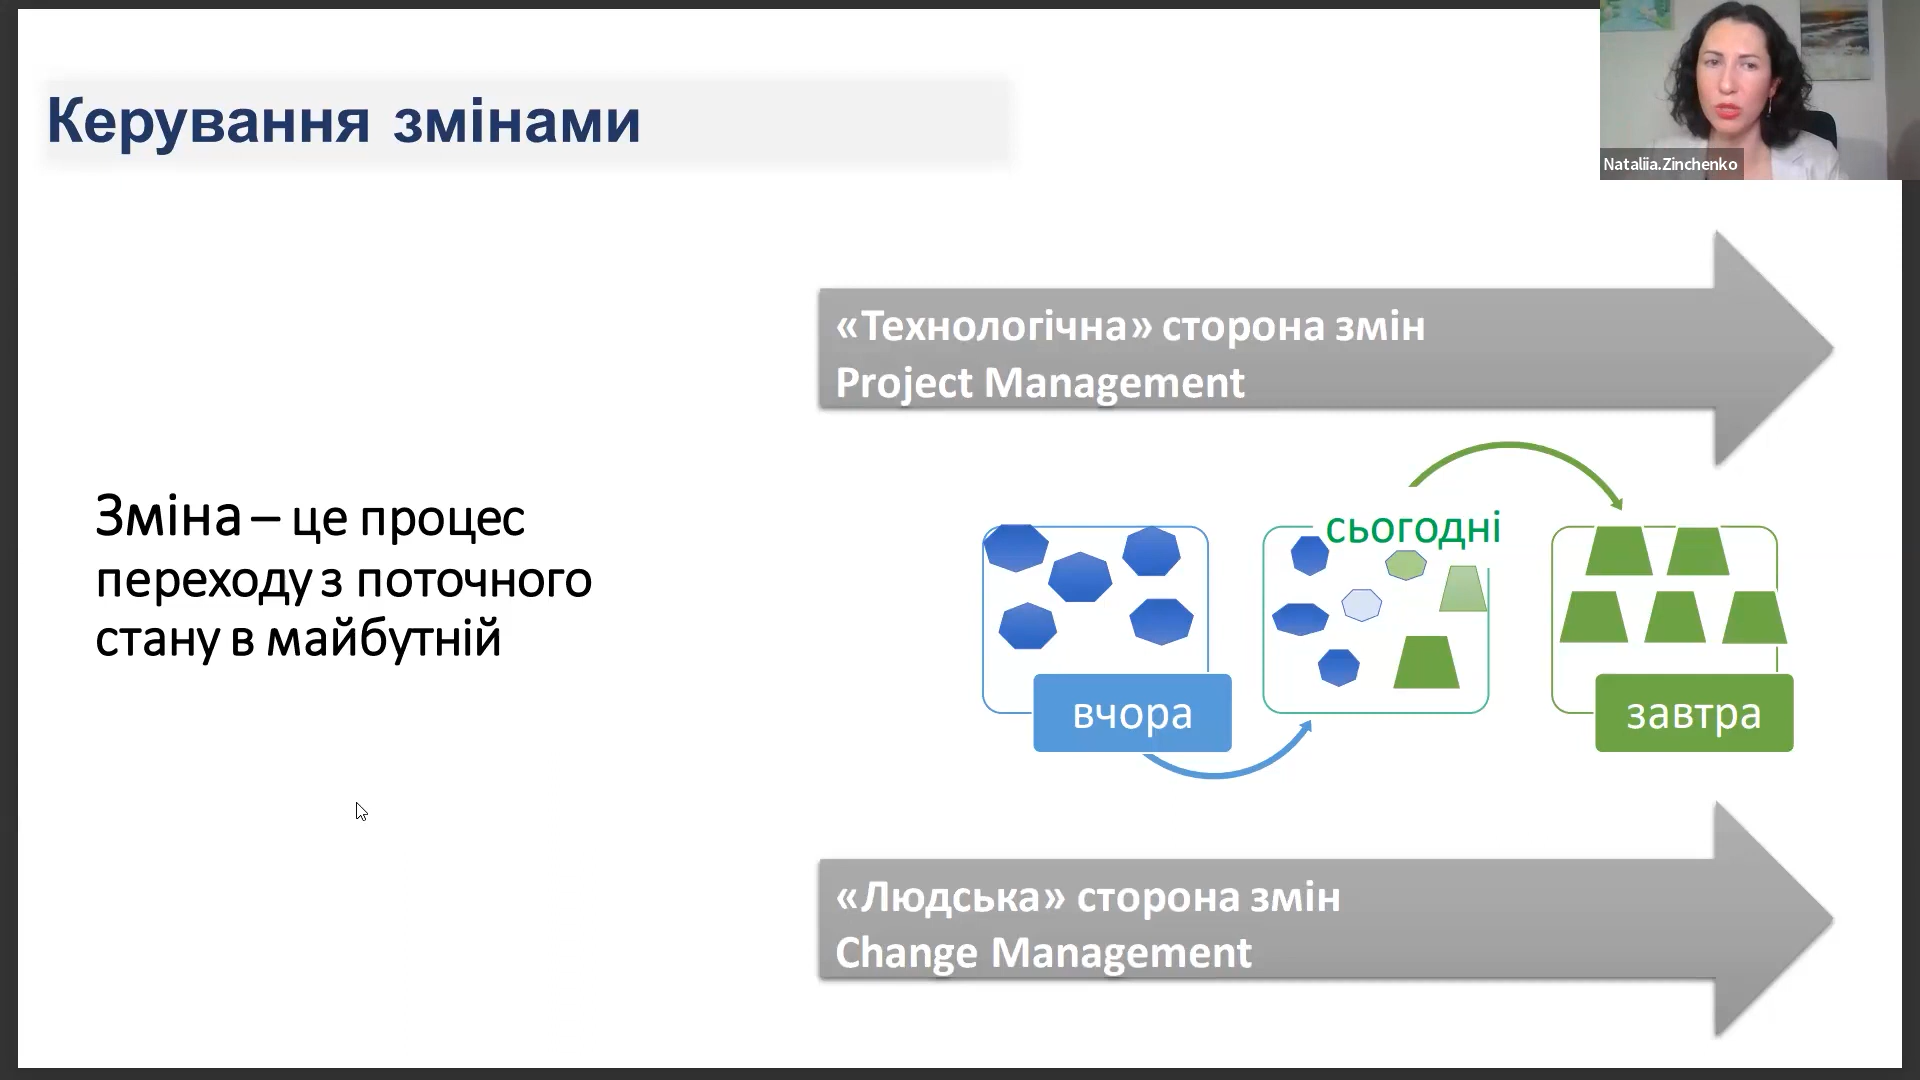 Керування змінами
Nataliia.Zinchenko
«Технологічна» сторона змін
Project Management
Зміна – це процес
переходу з поточного
стану в майбутній
сьогодні
вчора
завтра
«Людська» сторона змін
Change Management